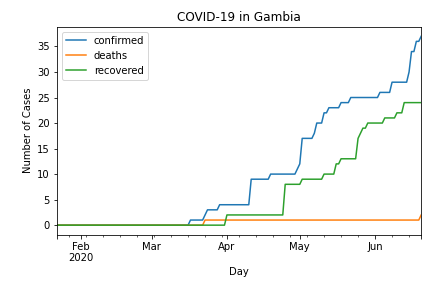 COVID-19 in Gambia
confirmed
deaths
recovered
Number of Cases
35
30
25
20
15
10
5
0
Feb
2020
Mar
Apr
May
Jun
Day